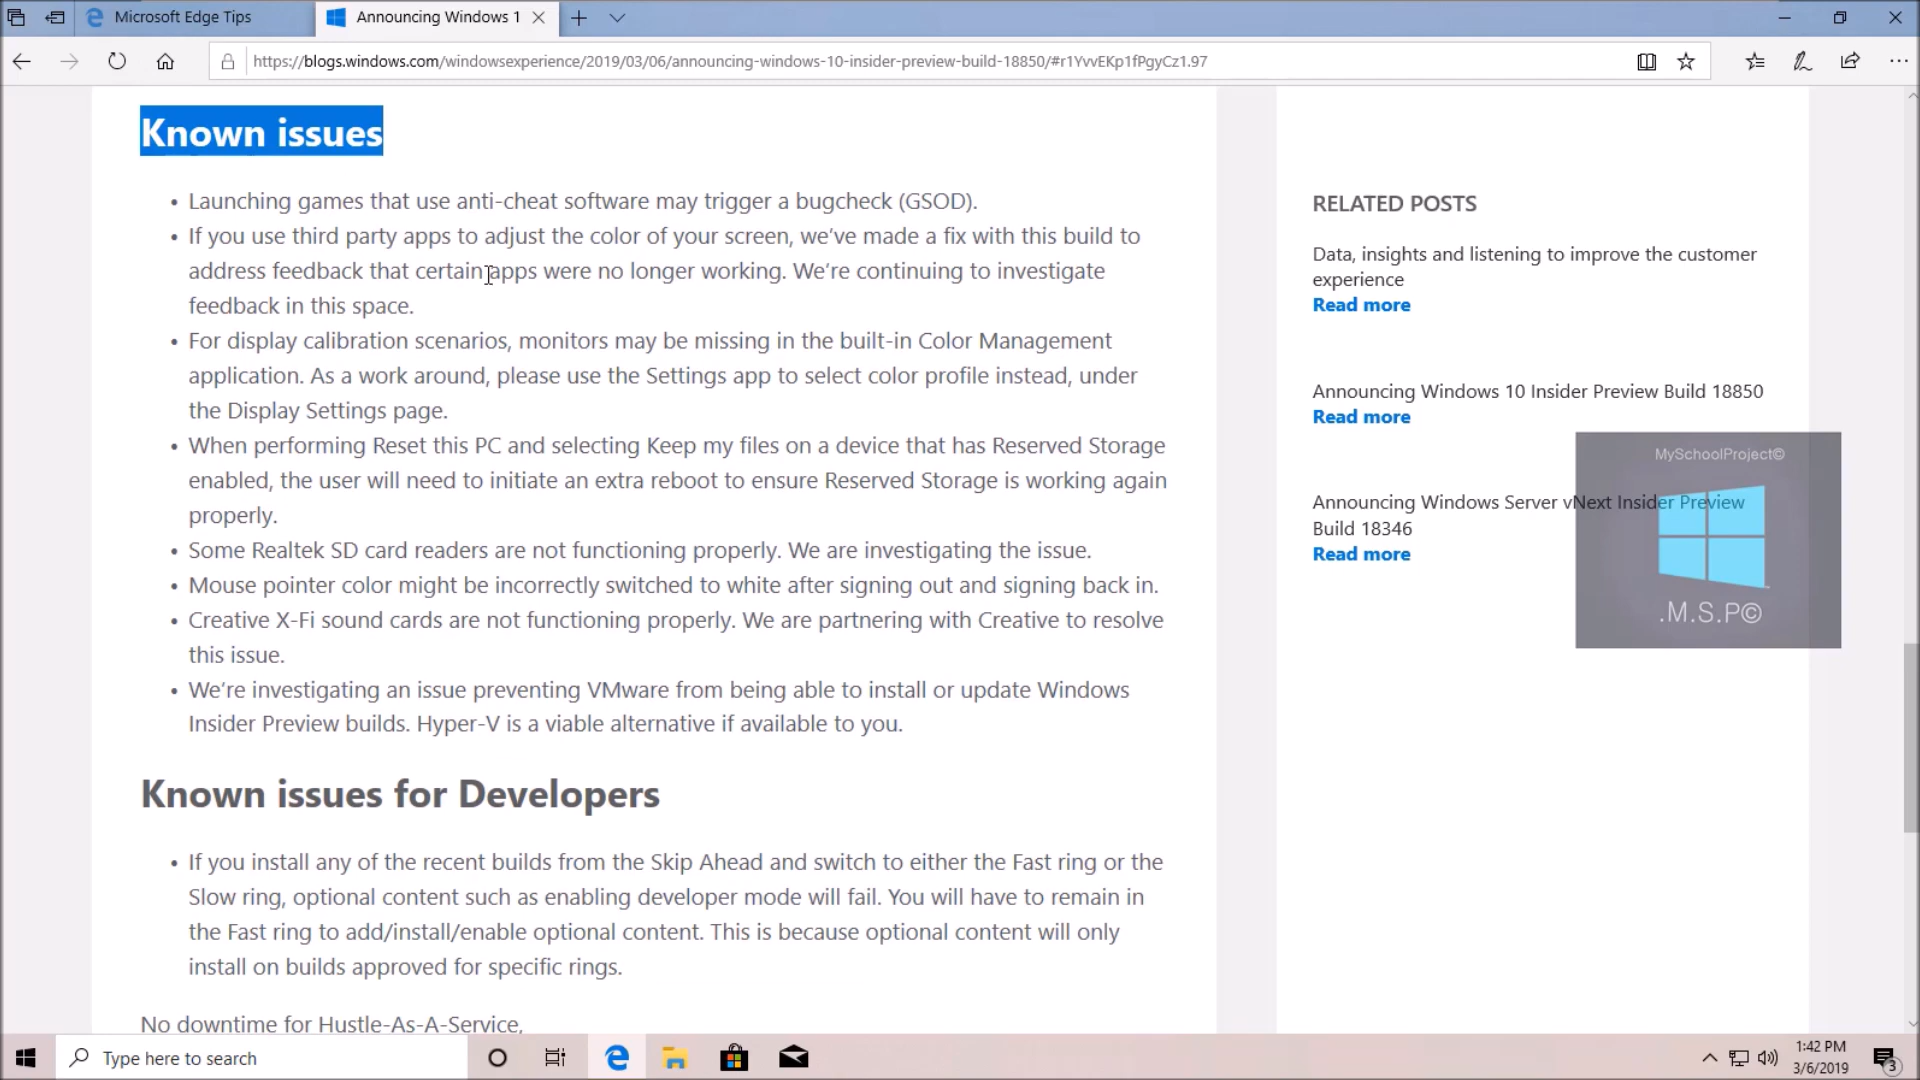 Microsoft Edge Tips
Announcing Windows 1
https://blogs.windows.com/windowsexperience/2019/03/06/announcing-windows-10-insider-preview-build-18850/#r1YvvEKp1fPgyCz1.97
Known issues
• Launching games that use anti-cheat software may trigger a bugcheck (GSOD).
• If you use third party apps to adjust the color of your screen, we’ve made a fix with this build to
address feedback that certain apps were no longer working. We’re continuing to investigate
feedback in this space.
• For display calibration scenarios, monitors may be missing in the built-in Color Management
application. As a work around, please use the Settings app to select color profile instead, under
the Display Settings page.
• When performing Reset this PC and selecting Keep my files on a device that has Reserved Storage
enabled, the user will need to initiate an extra reboot to ensure Reserved Storage is working again
properly.
• Some Realtek SD card readers are not functioning properly. We are investigating the issue.
• Mouse pointer color might be incorrectly switched to white after signing out and signing back in.
• Creative X-Fi sound cards are not functioning properly. We are partnering with Creative to resolve
this issue.
• We’re investigating an issue preventing VMware from being able to install or update Windows
Insider Preview builds. Hyper-V is a viable alternative if available to you.
Known issues for Developers
• If you install any of the recent builds from the Skip Ahead and switch to either the Fast ring or the
Slow ring, optional content such as enabling developer mode will fail. You will have to remain in
the Fast ring to add/install/enable optional content. This is because optional content will only
install on builds approved for specific rings.
No downtime for Hustle-As-A-Service,
RELATED POSTS
Data, insights and listening to improve the customer
experience
Read more
Announcing Windows 10 Insider Preview Build 18850
Read more
Announcing Windows Server vNext Insider Preview
Build 18346
Read more
MySchoolProject©
.M.S.P©
Type here to search
1:42 PM
3/6/2019
3